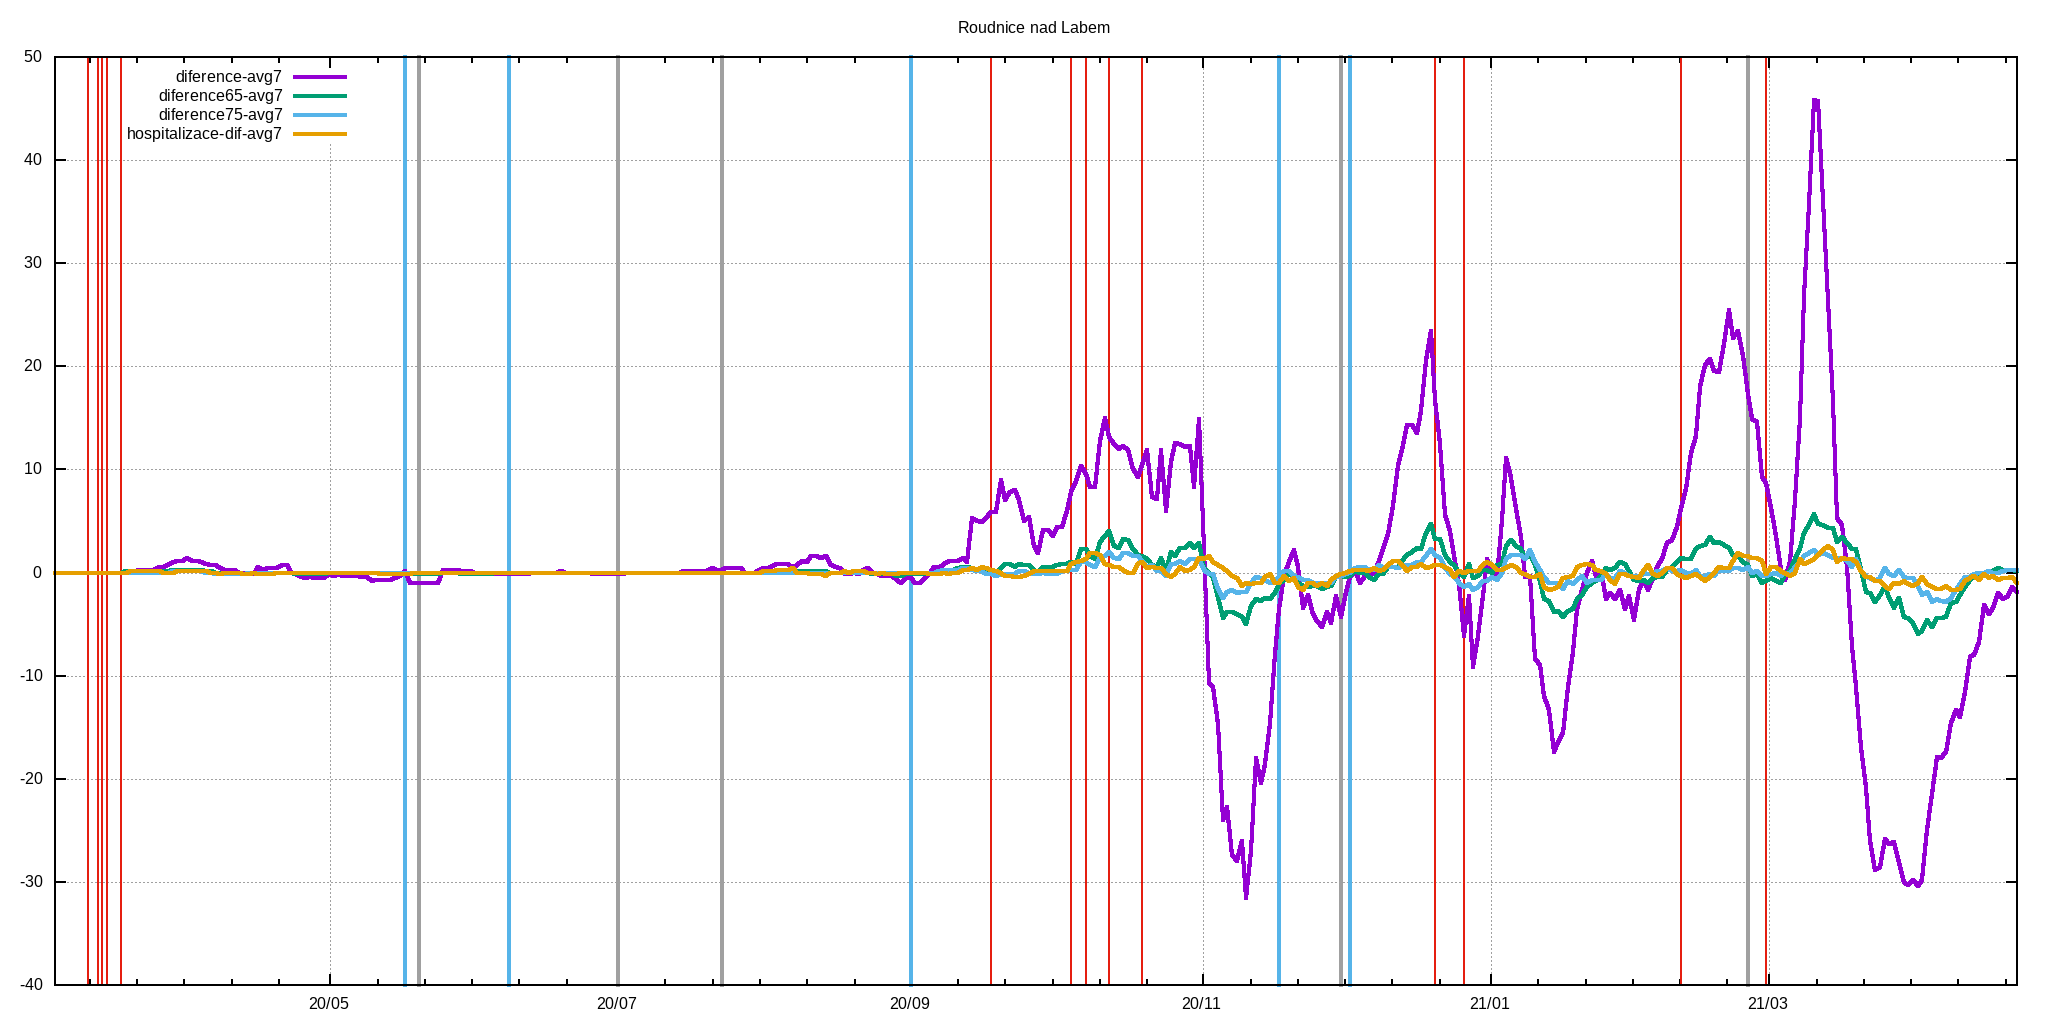 Roudnice nad Labem
diference-avg7
diference65-avg7
diference75-avg7
hospitalizace-dif-avg7
50
40
30
20
10
0
-10
-20
-30
-40
20/05 20/07 20/09 20/11 21/01 21/03